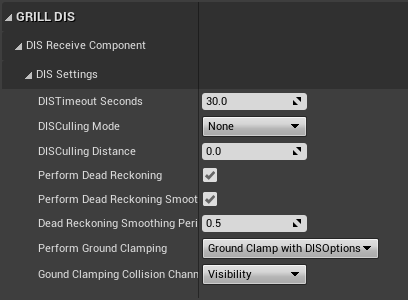 GRILL DIS
DIS Receive Component
DIS Settings
DISTimeout Seconds 30.0
DISCulling Mode None
DISCulling Distance 0.0
Perform Dead Reckoning
Perform Dead Reckoning Smoot
Dead Reckoning Smoothing Peri 0.5
Perform Ground Clamping Ground Clamp with DISOptions
Gound Clamping Collision Chann Visibility